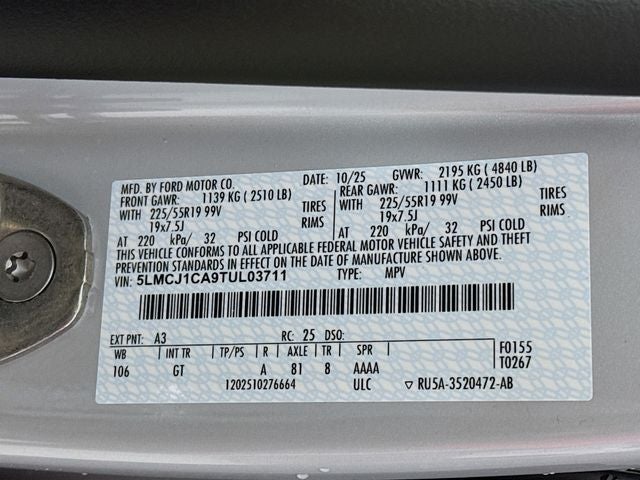 MFD. BY FORD MOTOR CO. DATE: 10/25 GVWR: 2195 KG ( 4840 LB)
FRONT GAWR: 1139 KG ( 2510 LB) REAR GAWR: 1111 KG ( 2450 LB)
WITH 225/55R19 99V TIRES WITH 225/55R19 99V TIRES
19x7.5J RIMS 19x7.5J RIMS
AT 220 kPa/ 32 PSI COLD AT 220 kPa/ 32 PSI COLD
THIS VEHICLE CONFORMS TO ALL APPLICABLE FEDERAL MOTOR VEHICLE SAFETY AND THEFT
PREVENTION STANDARDS IN EFFECT ON THE DATE OF MANUFACTURE SHOWN ABOVE.
VIN: 5LMCJ1CA9TUL03711 TYPE: MPV
EXT PNT: A3 RC: 25 DSO:
WB INT TR TP/PS R AXLE TR SPR F0155
106 GT A 81 8 AAAA T0267
1202510276664 ULC ▽ RU5A-3520472-AB